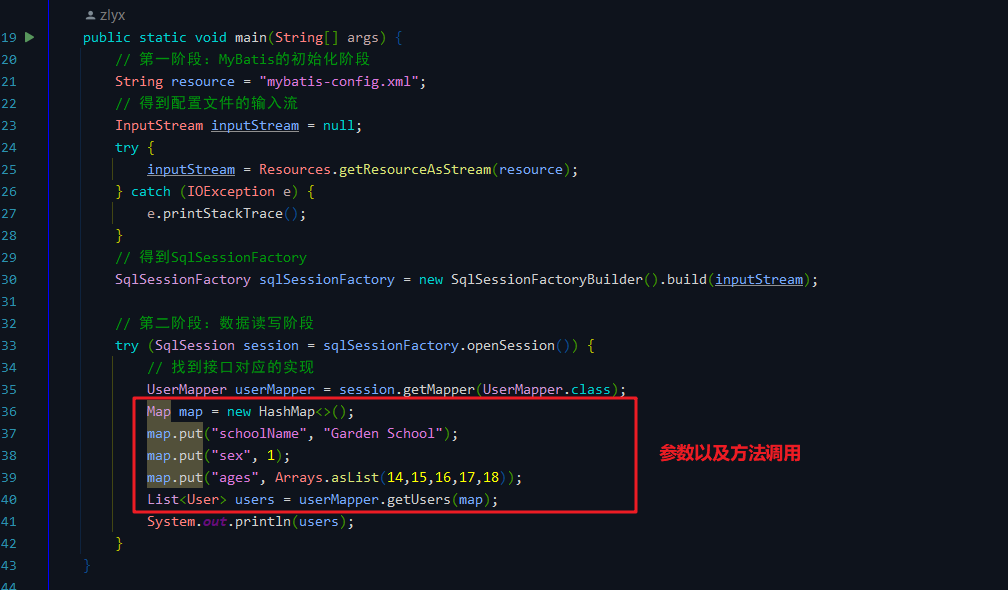 zlyx
19 public static void main(String[] args) {
20 // 第一阶段：MyBatis的初始化阶段
21 String resource = "mybatis-config.xml";
22 // 得到配置文件的输入流
23 InputStream inputStream = null;
24 try {
25 inputStream = Resources.getResourceAsStream(resource);
26 } catch (IOException e) {
27 e.printStackTrace();
28 }
29 // 得到SqlSessionFactory
30 SqlSessionFactory sqlSessionFactory = new SqlSessionFactoryBuilder().build(inputStream);
31
32 // 第二阶段：数据读写阶段
33 try (SqlSession session = sqlSessionFactory.openSession()) {
34 // 找到接口对应的实现
35 UserMapper userMapper = session.getMapper(UserMapper.class);
36 Map map = new HashMap<>();
37 map.put("schoolName", "Garden School");
38 map.put("sex", 1);
39 map.put("ages", Arrays.asList(14,15,16,17,18));
40 List<User> users = userMapper.getUsers(map);
41 System.out.println(users);
42 }
43 }
44
参数以及方法调用